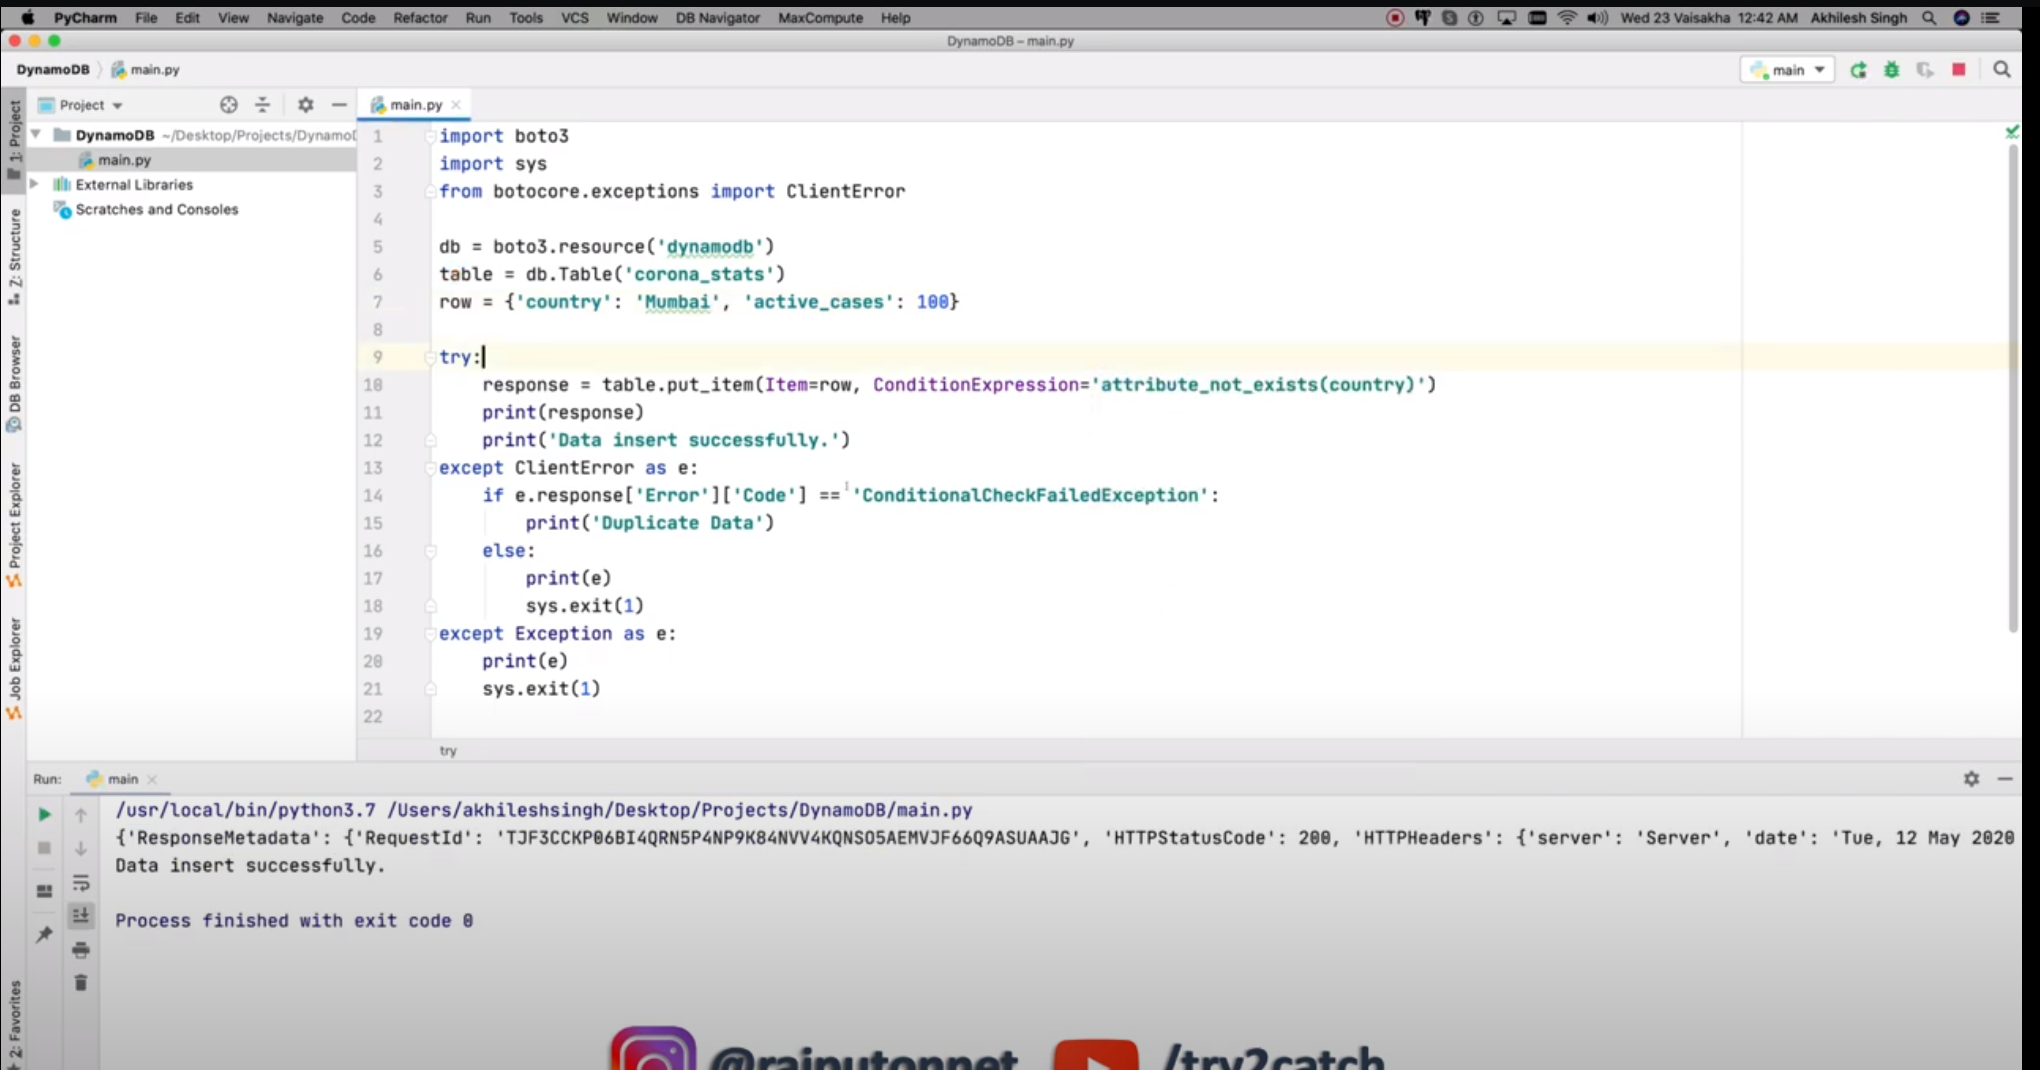 PyCharm File Edit View Navigate Code Refactor Run Tools VCS Window DB Navigator MaxCompute Help Wed 23 Vaisakha 12:42 AM Akhilesh Singh
DynamoDB – main.py
DynamoDB main.py main
1: Project
Z: Structure
DB Browser
Project Explorer
Job Explorer
2: Favorites
Project
DynamoDB ~/Desktop/Projects/Dynamo
main.py
External Libraries
Scratches and Consoles
main.py
1 import boto3
2 import sys
3 from botocore.exceptions import ClientError
4
5 db = boto3.resource('dynamodb')
6 table = db.Table('corona_stats')
7 row = {'country': 'Mumbai', 'active_cases': 100}
8
9 try:
10 response = table.put_item(Item=row, ConditionExpression='attribute_not_exists(country)')
11 print(response)
12 print('Data insert successfully.')
13 except ClientError as e:
14 if e.response['Error']['Code'] == 'ConditionalCheckFailedException':
15 print('Duplicate Data')
16 else:
17 print(e)
18 sys.exit(1)
19 except Exception as e:
20 print(e)
21 sys.exit(1)
22
try
Run: main
/usr/local/bin/python3.7 /Users/akhileshsingh/Desktop/Projects/DynamoDB/main.py
{'ResponseMetadata': {'RequestId': 'TJF3CCKP06BI4QRN5P4NP9K84NVV4KQNSO5AEMVJF66Q9ASUAAJG', 'HTTPStatusCode': 200, 'HTTPHeaders': {'server': 'Server', 'date': 'Tue, 12 May 2020
Data insert successfully.
Process finished with exit code 0
/try2catch